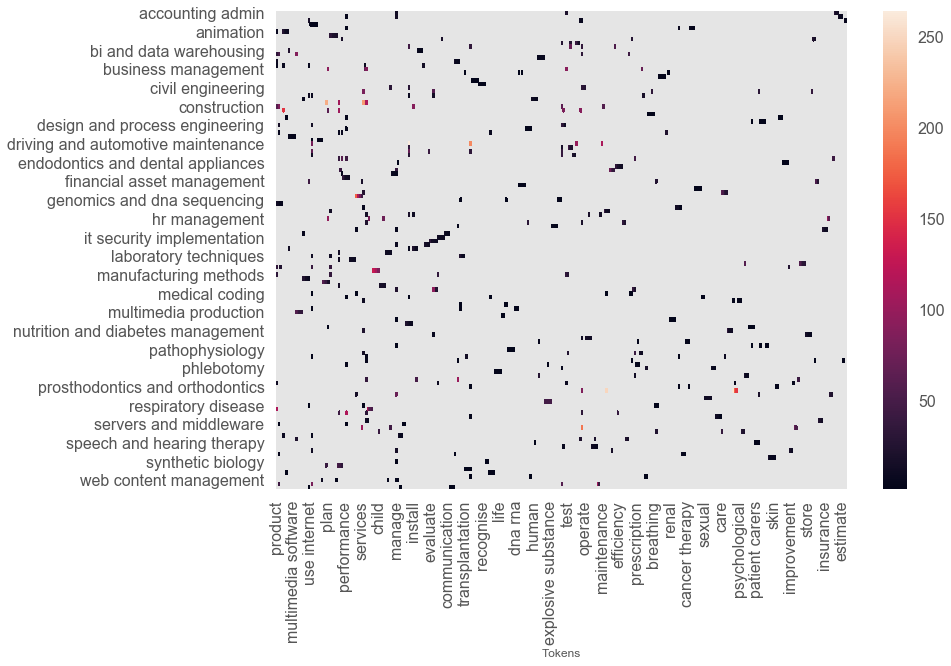 accounting admin
animation
bi and data warehousing
business management
civil engineering
construction
design and process engineering
driving and automotive maintenance
endodontics and dental appliances
financial asset management
genomics and dna sequencing
hr management
it security implementation
laboratory techniques
manufacturing methods
medical coding
multimedia production
nutrition and diabetes management
pathophysiology
phlebotomy
prosthodontics and orthodontics
respiratory disease
servers and middleware
speech and hearing therapy
synthetic biology
web content management
product
multimedia software
use internet
plan
performance
services
child
manage
install
evaluate
communication
transplantation
recognise
life
dna rna
human
explosive substance
test
operate
maintenance
efficiency
prescription
breathing
renal
cancer therapy
sexual
care
psychological
patient carers
skin
improvement
store
insurance
estimate
Tokens
250
200
150
100
50